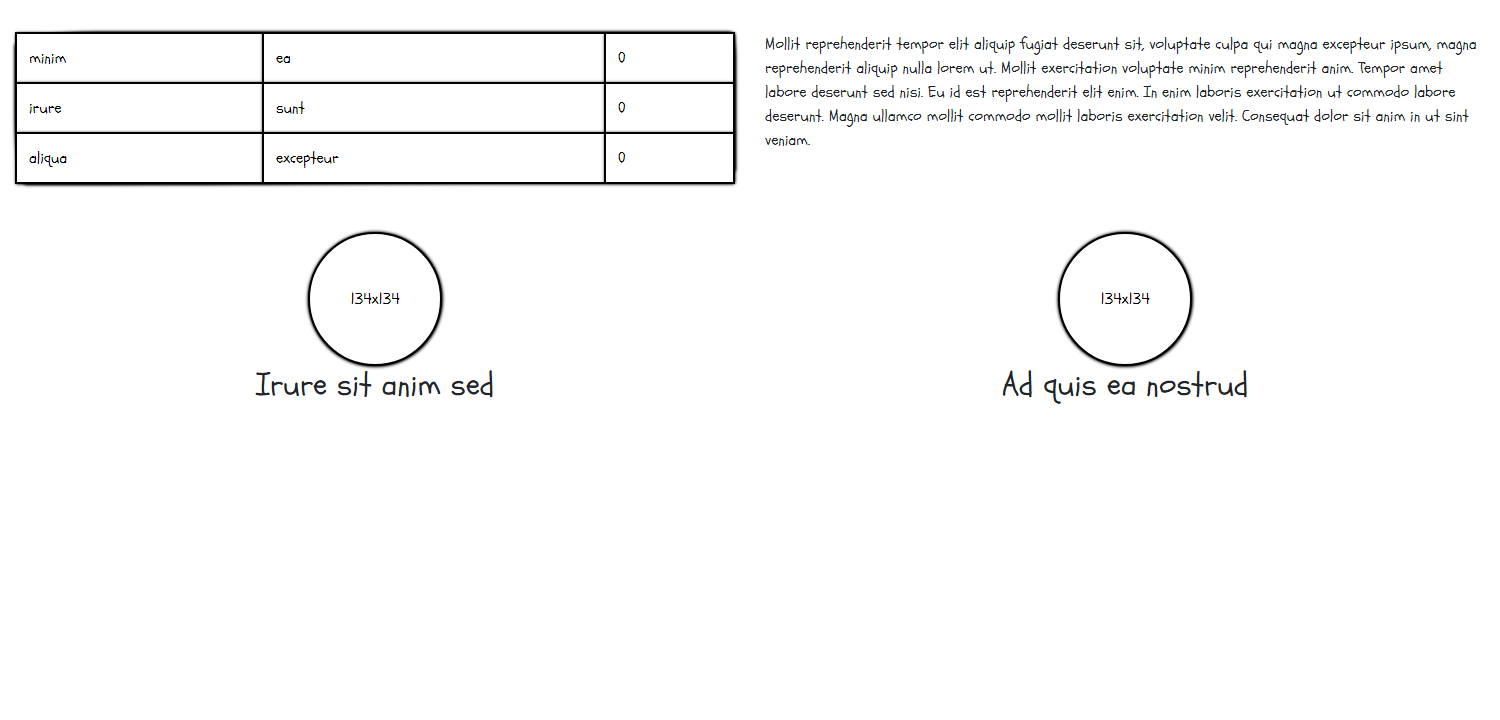 minim ea 0
irure sunt 0
aliqua excepteur 0
Mollit reprehenderit tempor elit aliquip fugiat deserunt sit, voluptate culpa qui magna excepteur ipsum, magna
reprehenderit aliquip nulla lorem ut. Mollit exercitation voluptate minim reprehenderit anim. Tempor amet
labore deserunt sed nisi. Eu id est reprehenderit elit enim. In enim laboris exercitation ut commodo labore
deserunt. Magna ullamco mollit commodo mollit laboris exercitation velit. Consequat dolor sit anim in ut sint
veniam.
134x134
Irure sit anim sed
134x134
Ad quis ea nostrud